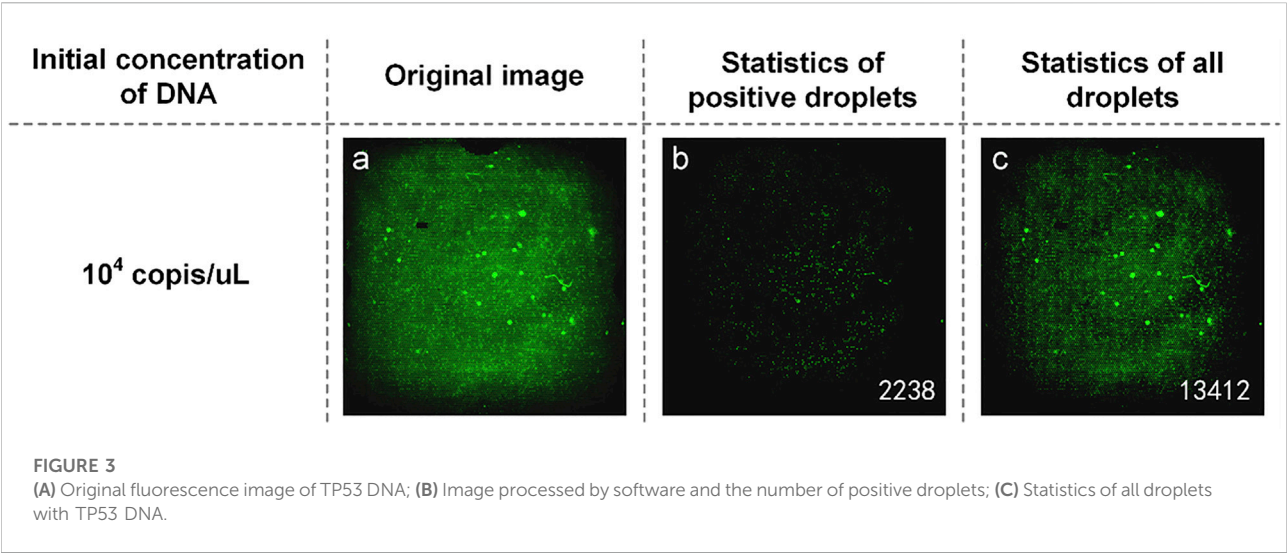 Initial concentration
of DNA
Original image
Statistics of
positive droplets
Statistics of all
droplets
10⁴ copis/uL
a
b
2238
c
13412
FIGURE 3
(A) Original fluorescence image of TP53 DNA; (B) Image processed by software and the number of positive droplets; (C) Statistics of all droplets
with TP53 DNA.